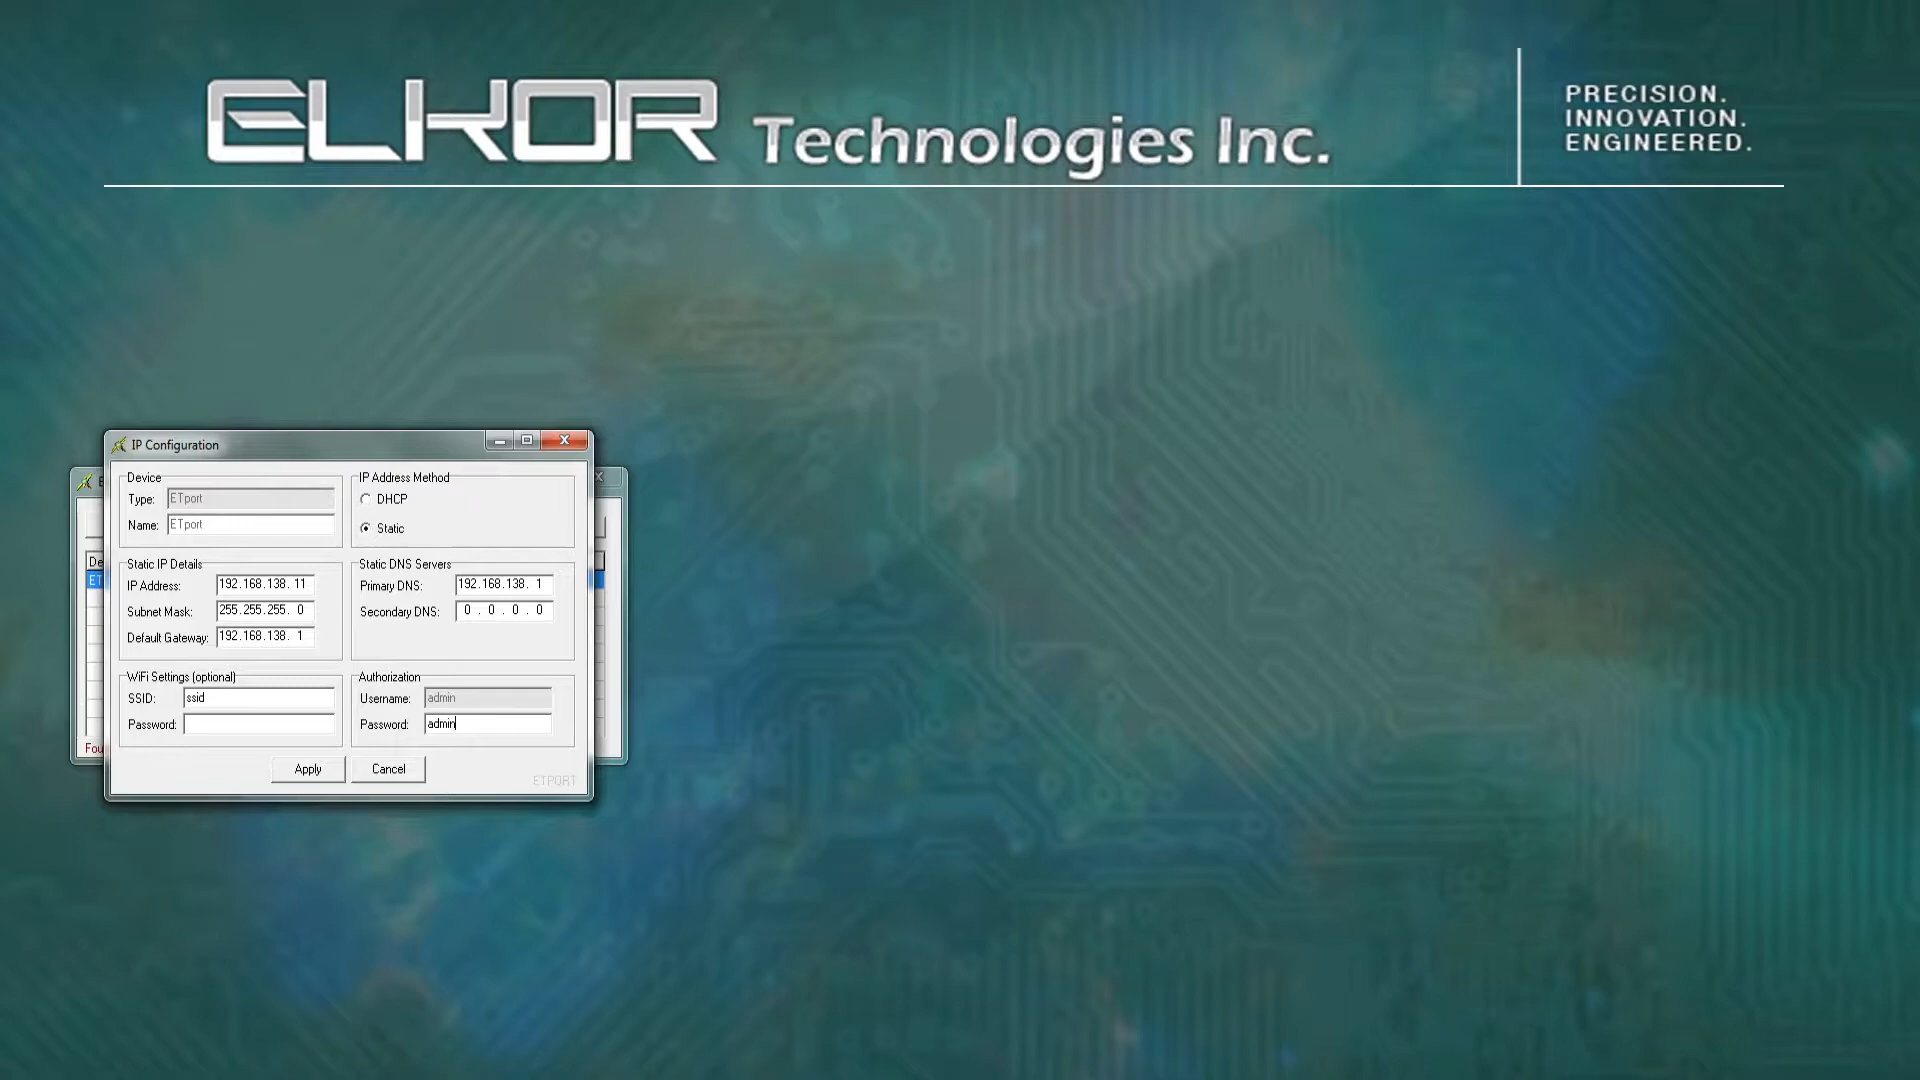 ELKOR Technologies Inc.
PRECISION.
INNOVATION.
ENGINEERED.
IP Configuration
Device
Type: ETport
Name: ETport
IP Address Method
DHCP
Static
Static IP Details
IP Address: 192.168.138. 11
Subnet Mask: 255.255.255. 0
Default Gateway: 192.168.138. 1
Static DNS Servers
Primary DNS: 192.168.138. 1
Secondary DNS: 0 . 0 . 0 . 0
WiFi Settings (optional)
SSID: ssid
Password:
Authorization
Username: admin
Password: admin
Apply
Cancel
ETPORT
De
ET
Fou